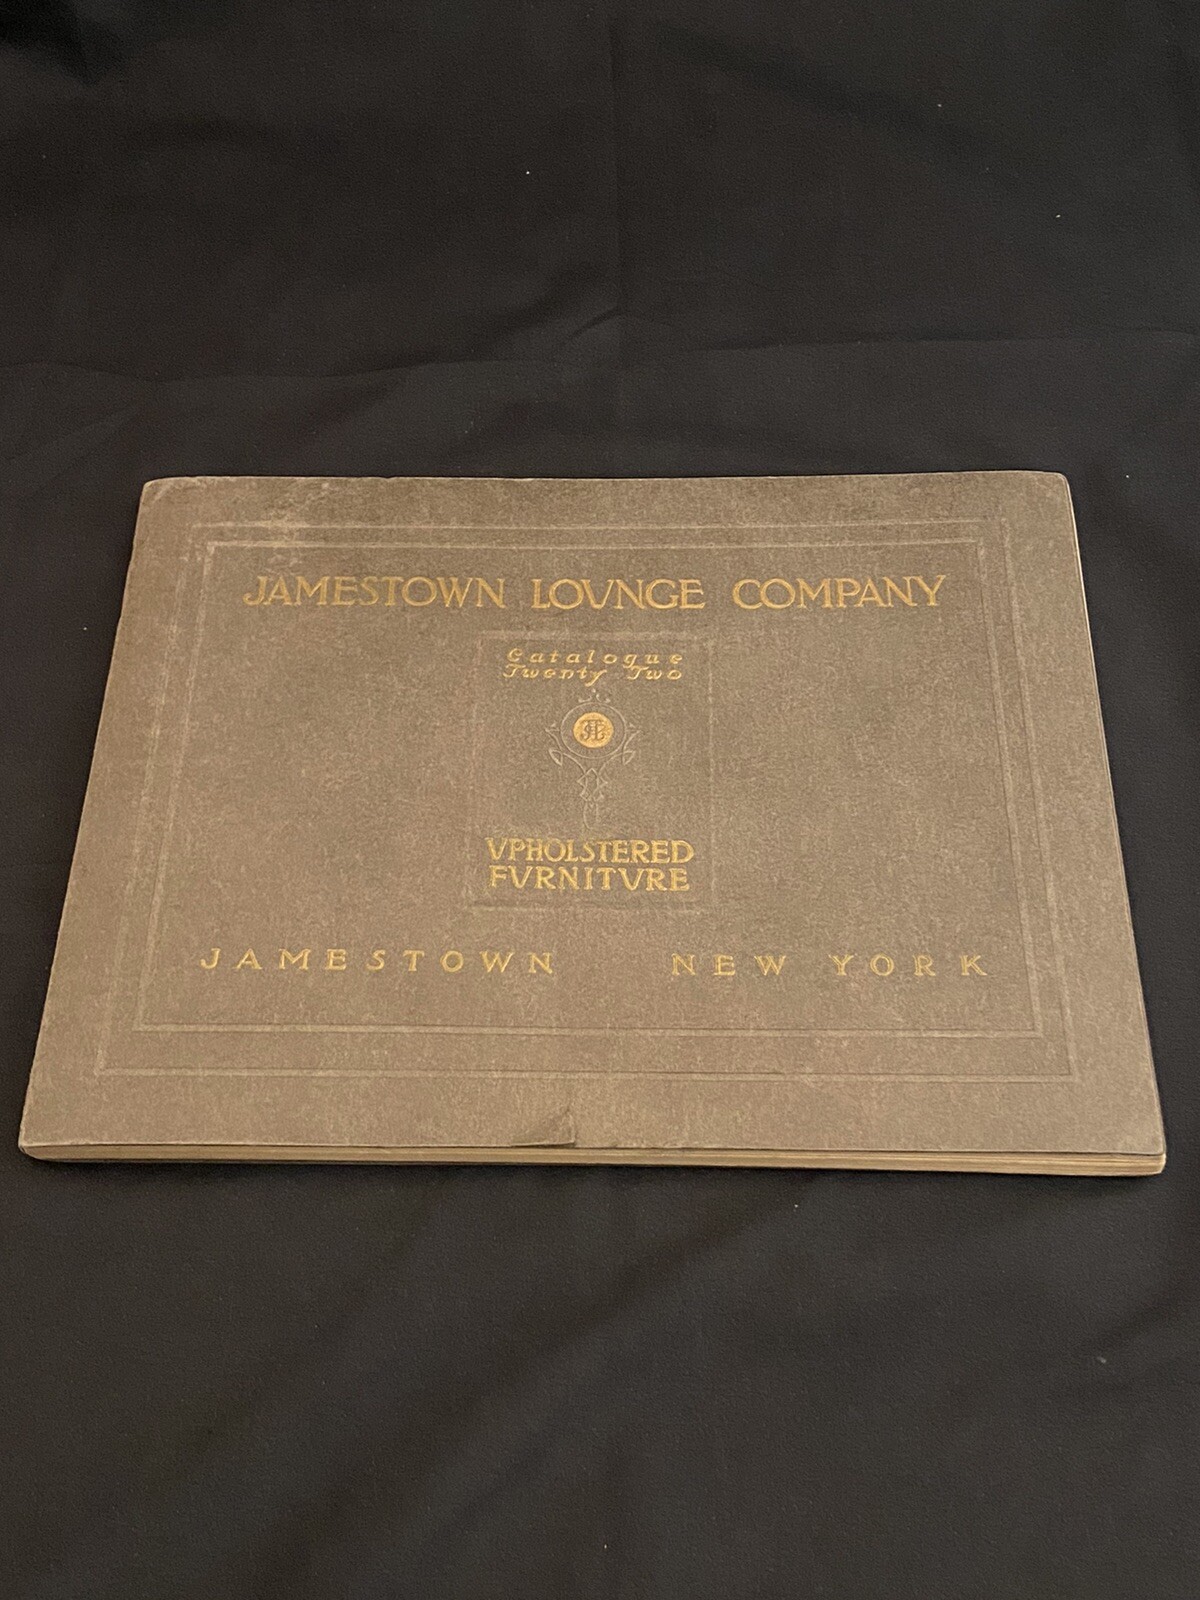 JAMESTOWN LOVNGE COMPANY
Catalogue
Twenty Two
VPHOLSTERED
FVRNITVRE
JAMESTOWN NEW YORK